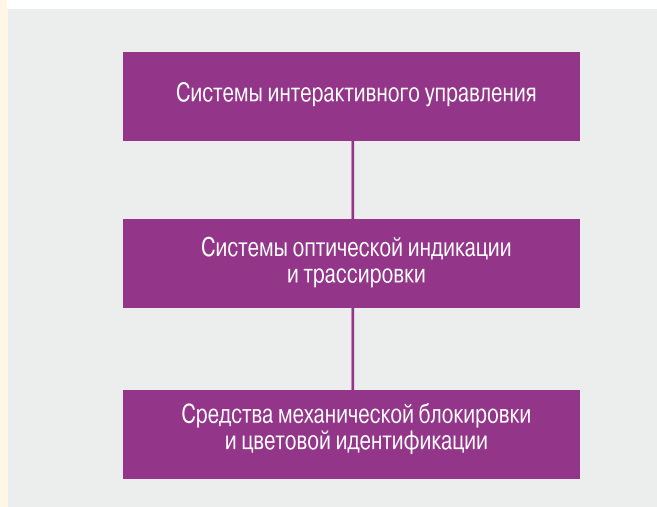 Системы интерактивного управления
Системы оптической индикации
и трассировки
Средства механической блокировки
и цветовой идентификации